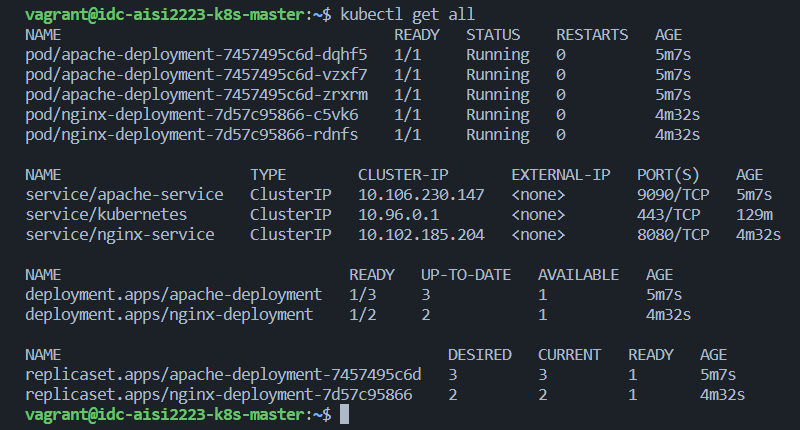 vagrant@idc-aisi2223-k8s-master:~$ kubectl get all
NAME READY STATUS RESTARTS AGE
pod/apache-deployment-7457495c6d-dqhf5 1/1 Running 0 5m7s
pod/apache-deployment-7457495c6d-vzxf7 1/1 Running 0 5m7s
pod/apache-deployment-7457495c6d-zrxrm 1/1 Running 0 5m7s
pod/nginx-deployment-7d57c95866-c5vk6 1/1 Running 0 4m32s
pod/nginx-deployment-7d57c95866-rdnfs 1/1 Running 0 4m32s
NAME TYPE CLUSTER-IP EXTERNAL-IP PORT(S) AGE
service/apache-service ClusterIP 10.106.230.147 <none> 9090/TCP 5m7s
service/kubernetes ClusterIP 10.96.0.1 <none> 443/TCP 129m
service/nginx-service ClusterIP 10.102.185.204 <none> 8080/TCP 4m32s
NAME READY UP-TO-DATE AVAILABLE AGE
deployment.apps/apache-deployment 1/3 3 1 5m7s
deployment.apps/nginx-deployment 1/2 2 1 4m32s
NAME DESIRED CURRENT READY AGE
replicaset.apps/apache-deployment-7457495c6d 3 3 1 5m7s
replicaset.apps/nginx-deployment-7d57c95866 2 2 1 4m32s
vagrant@idc-aisi2223-k8s-master:~$